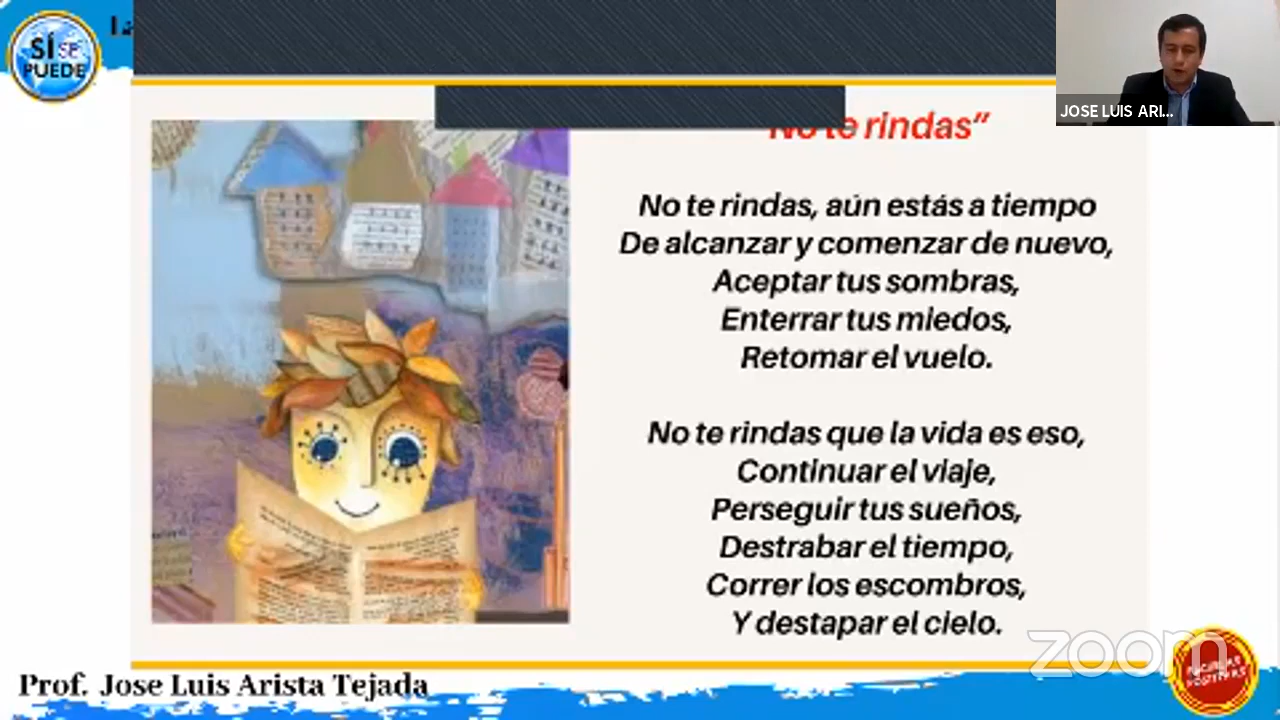 SÍ SE
PUEDE
JOSE LUIS ARI...
"No te rindas”
No te rindas, aún estás a tiempo
De alcanzar y comenzar de nuevo,
Aceptar tus sombras,
Enterrar tus miedos,
Retomar el vuelo.
No te rindas que la vida es eso,
Continuar el viaje,
Perseguir tus sueños,
Destrabar el tiempo,
Correr los escombros,
Y destapar el cielo.
zoom
Prof. Jose Luis Arista Tejada